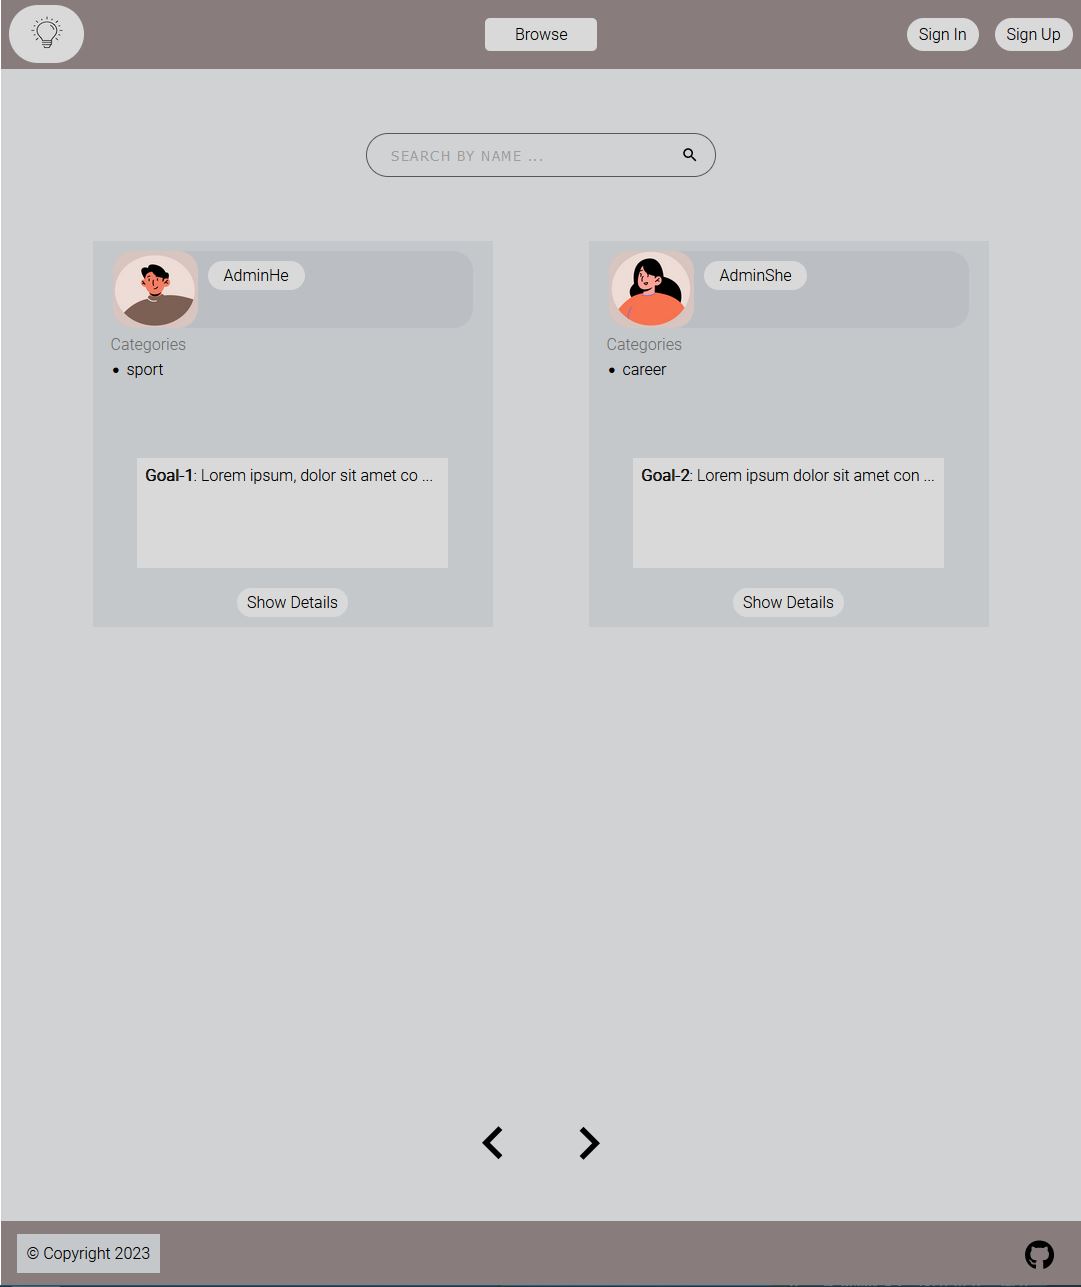 Browse
Sign In
Sign Up
SEARCH BY NAME ...
AdminHe
Categories
• sport
Goal-1: Lorem ipsum, dolor sit amet co ...
Show Details
AdminShe
Categories
• career
Goal-2: Lorem ipsum dolor sit amet con ...
Show Details
© Copyright 2023